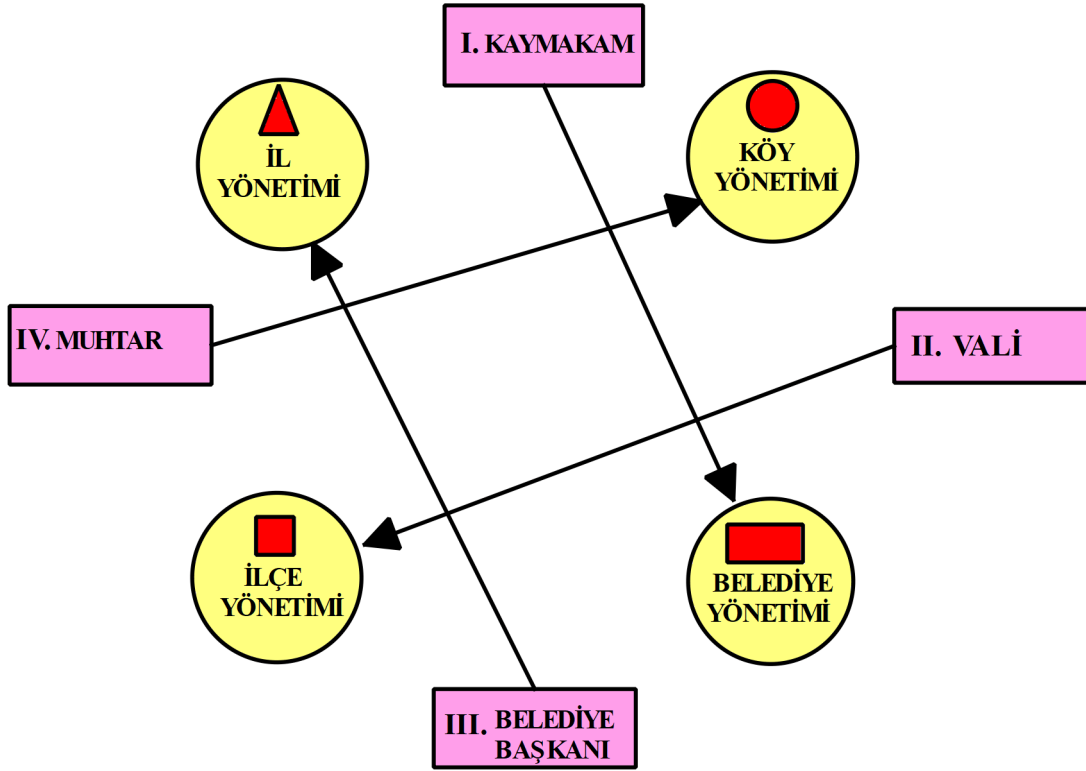 I. KAYMAKAM
İL
YÖNETİMİ
KÖY
YÖNETİMİ
IV. MUHTAR
II. VALİ
İLÇE
YÖNETİMİ
BELEDİYE
YÖNETİMİ
III. BELEDİYE
BAŞKANI